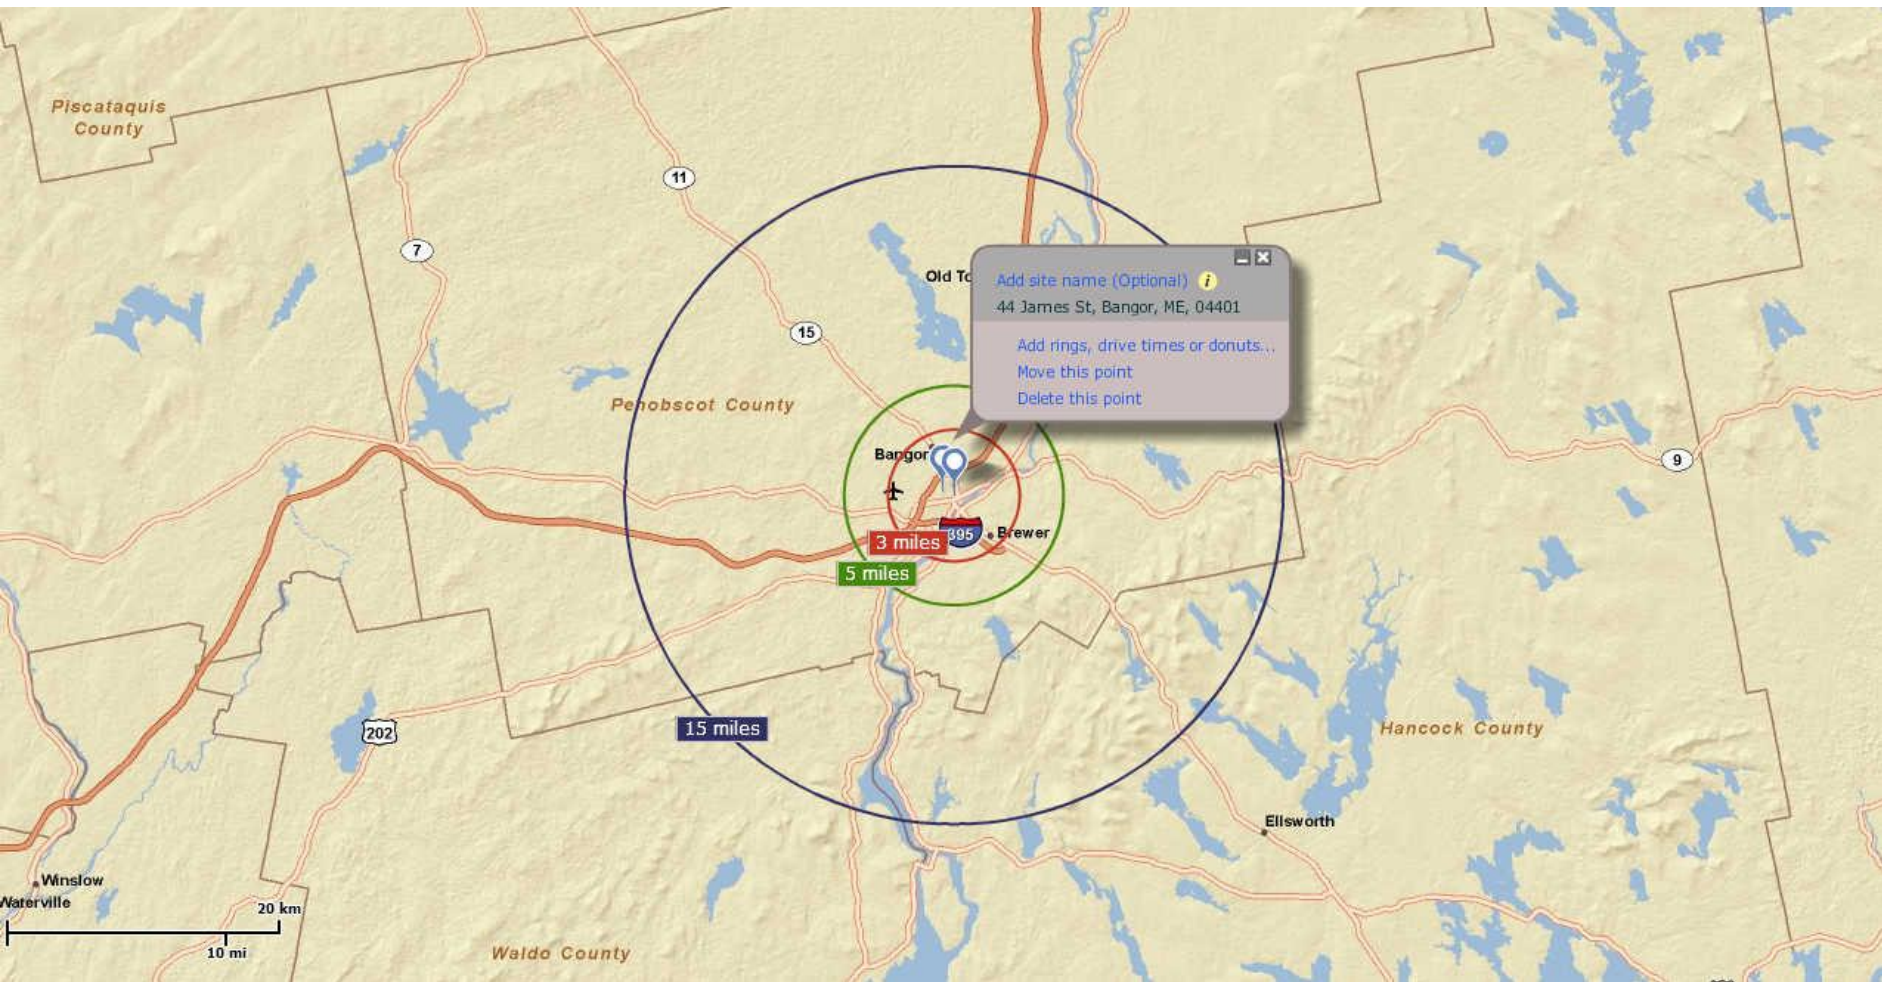 Piscataquis
County
11
7
Old To
Add site name (Optional) i
44 James St, Bangor, ME, 04401
15
Add rings, drive times or donuts...
Move this point
Delete this point
Penobscot County
Bangor
9
395
Brewer
3 miles
5 miles
15 miles
202
Hancock County
Ellsworth
Winslow
Waterville
20 km
10 mi
Waldo County